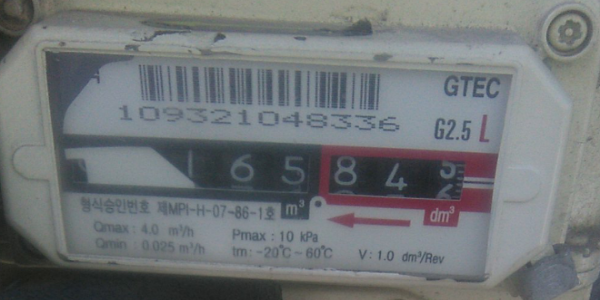 GTEC
109321048336
G2.5 L
1 6 5 8 4 3
형식승인번호 제MPI-H-07-86-1호 m³ dm³
Qmax : 4.0 m³/h
Pmax : 10 kPa
Qmin : 0.025 m³/h
tm: -20℃ ~ 60℃
V : 1.0 dm³/Rev